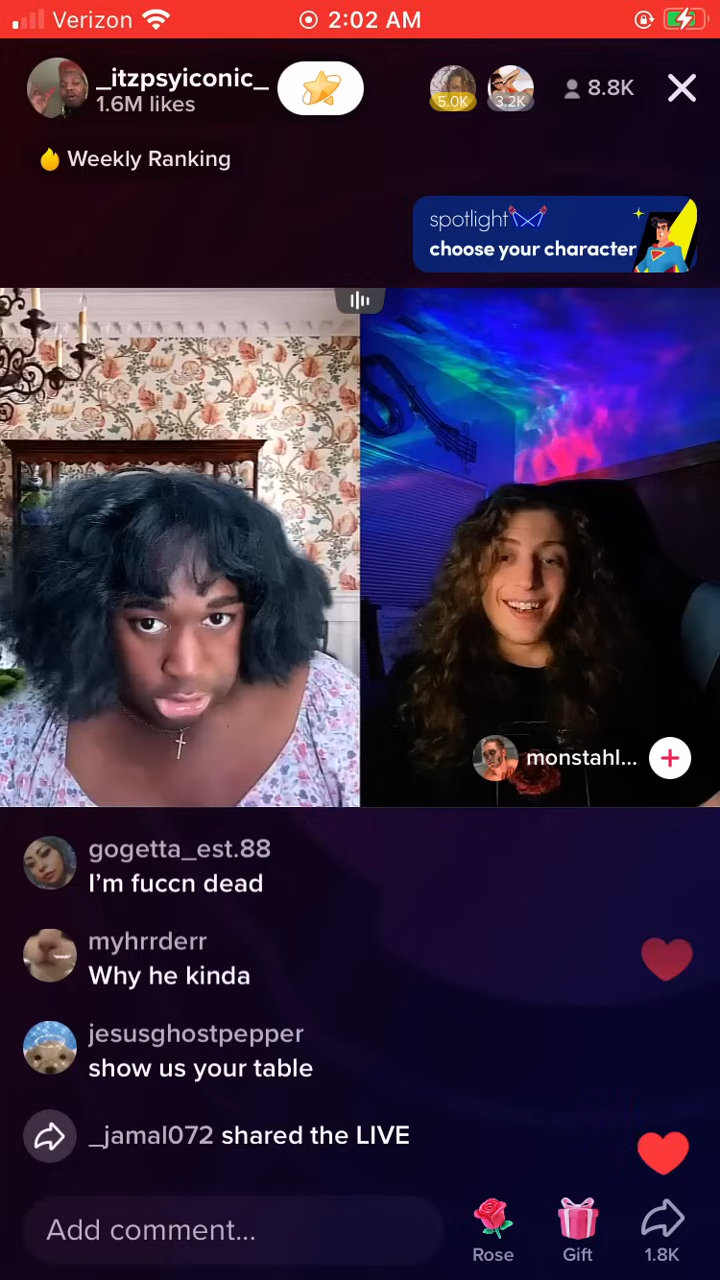 Verizon
2:02 AM
_itzpsyiconic_
1.6M likes
5.0K
3.2K
8.8K
Weekly Ranking
spotlight
choose your character
monstahl...
gogetta_est.88
I'm fuccn dead
myhrrderr
Why he kinda
jesusghostpepper
show us your table
_jamal072 shared the LIVE
Add comment...
Rose
Gift
1.8K